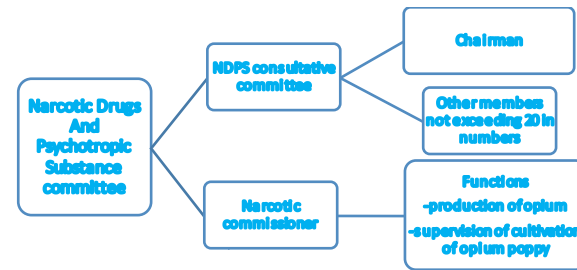 Narcotic Drugs
And
Psychotropic
Substance
committee
NDPS consultative
committee
Chairman
Other members
not exceeding 20 in
numbers
Narcotic
commissioner
Functions
-production of opium
-supervision of cultivation
of opium poppy